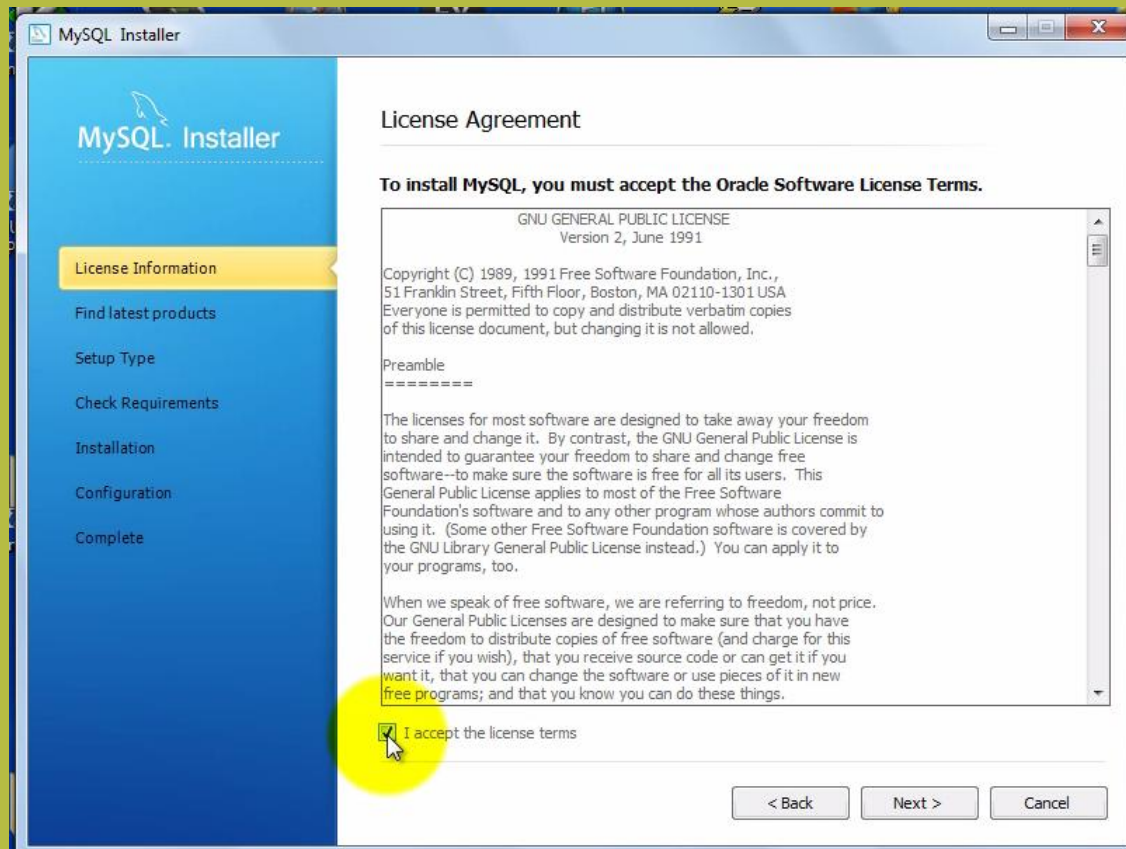 MySQL Installer
MySQL. Installer
License Information
Find latest products
Setup Type
Check Requirements
Installation
Configuration
Complete
License Agreement
To install MySQL, you must accept the Oracle Software License Terms.
GNU GENERAL PUBLIC LICENSE
Version 2, June 1991
Copyright (C) 1989, 1991 Free Software Foundation, Inc.,
51 Franklin Street, Fifth Floor, Boston, MA 02110-1301 USA
Everyone is permitted to copy and distribute verbatim copies
of this license document, but changing it is not allowed.
Preamble
========
The licenses for most software are designed to take away your freedom
to share and change it. By contrast, the GNU General Public License is
intended to guarantee your freedom to share and change free
software--to make sure the software is free for all its users. This
General Public License applies to most of the Free Software
Foundation's software and to any other program whose authors commit to
using it. (Some other Free Software Foundation software is covered by
the GNU Library General Public License instead.) You can apply it to
your programs, too.
When we speak of free software, we are referring to freedom, not price.
Our General Public Licenses are designed to make sure that you have
the freedom to distribute copies of free software (and charge for this
service if you wish), that you receive source code or can get it if you
want it, that you can change the software or use pieces of it in new
free programs; and that you know you can do these things.
I accept the license terms
< Back
Next >
Cancel